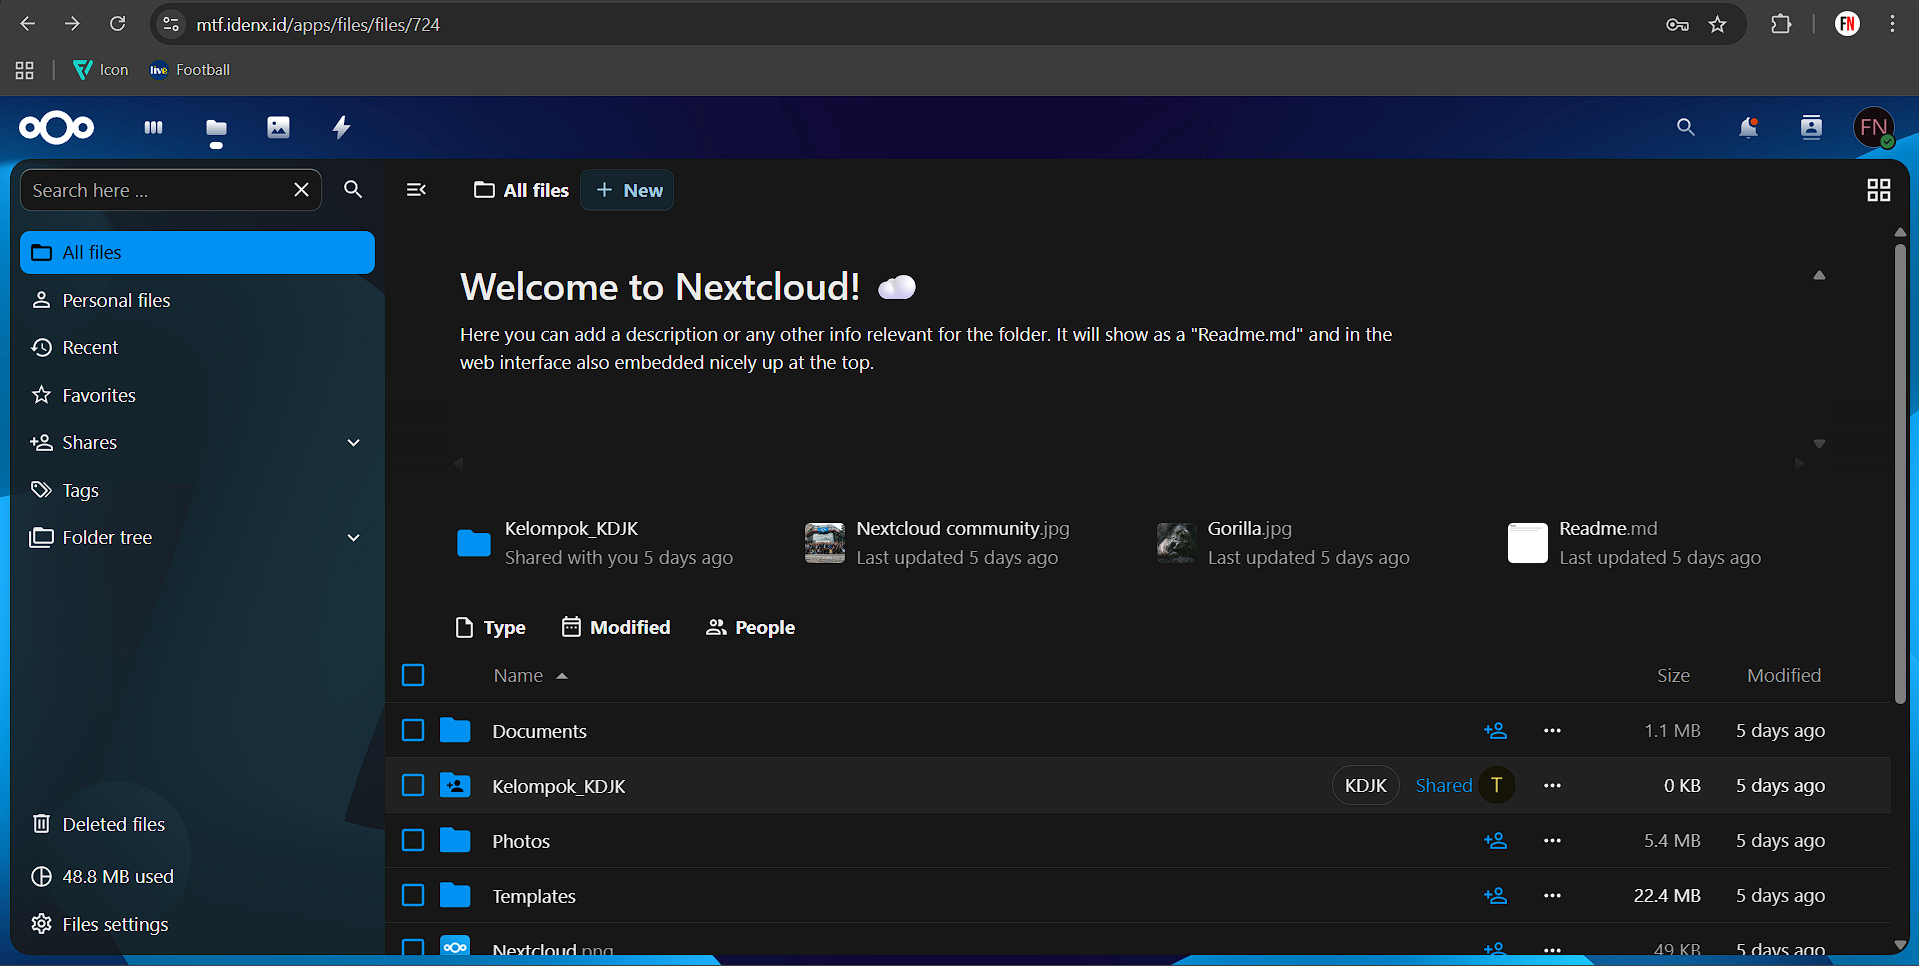 mtf.idenx.id/apps/files/files/724
FN
Icon
live
Football
FN
Search here ...
All files
New
All files
Personal files
Recent
Favorites
Shares
Tags
Folder tree
Deleted files
48.8 MB used
Files settings
Welcome to Nextcloud!
Here you can add a description or any other info relevant for the folder. It will show as a "Readme.md" and in the
web interface also embedded nicely up at the top.
Kelompok_KDJK
Shared with you 5 days ago
Nextcloud community.jpg
Last updated 5 days ago
Gorilla.jpg
Last updated 5 days ago
Readme.md
Last updated 5 days ago
Type Modified People
Name Size Modified
Documents 1.1 MB 5 days ago
Kelompok_KDJK KDJK Shared T 0 KB 5 days ago
Photos 5.4 MB 5 days ago
Templates 22.4 MB 5 days ago
Nextcloud.png 49 KB 5 days ago